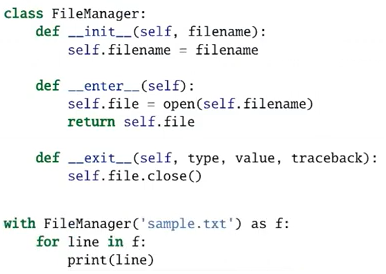 class FileManager:
    def __init__(self, filename):
        self.filename = filename

    def __enter__(self):
        self.file = open(self.filename)
        return self.file

    def __exit__(self, type, value, traceback):
        self.file.close()


with FileManager('sample.txt') as f:
    for line in f:
        print(line)